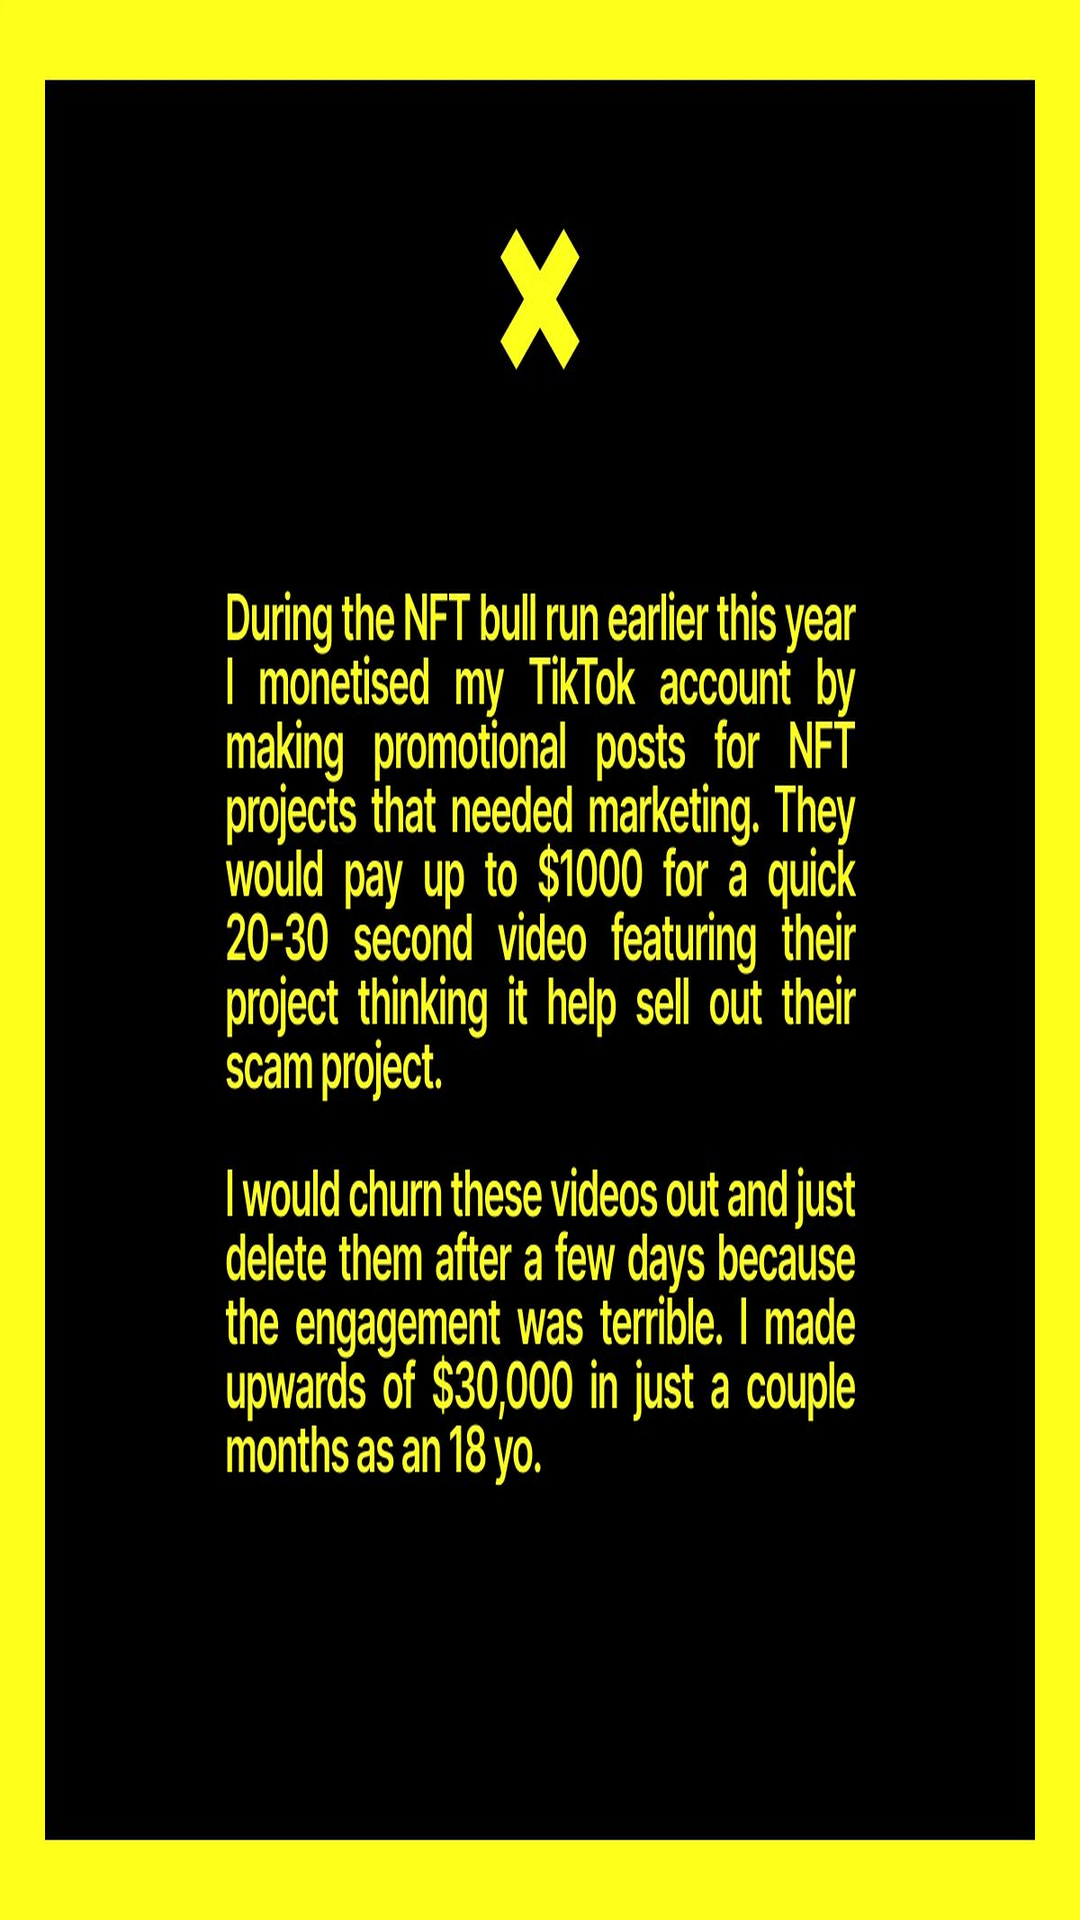 X
During the NFT bull run earlier this year
I monetised my TikTok account by
making promotional posts for NFT
projects that needed marketing. They
would pay up to $1000 for a quick
20-30 second video featuring their
project thinking it help sell out their
scam project.
I would churn these videos out and just
delete them after a few days because
the engagement was terrible. I made
upwards of $30,000 in just a couple
months as an 18 yo.